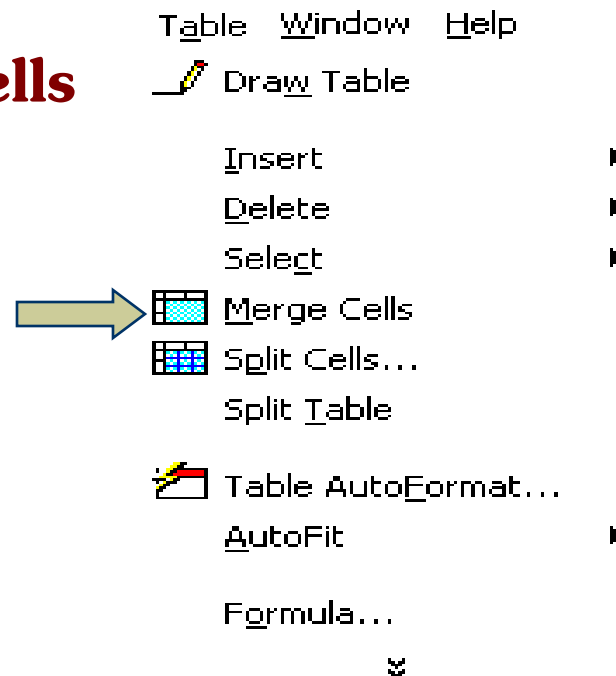 Table Window Help
ells
Draw Table
Insert
Delete
Select
Merge Cells
Split Cells...
Split Table
Table AutoFormat...
AutoFit
Formula...